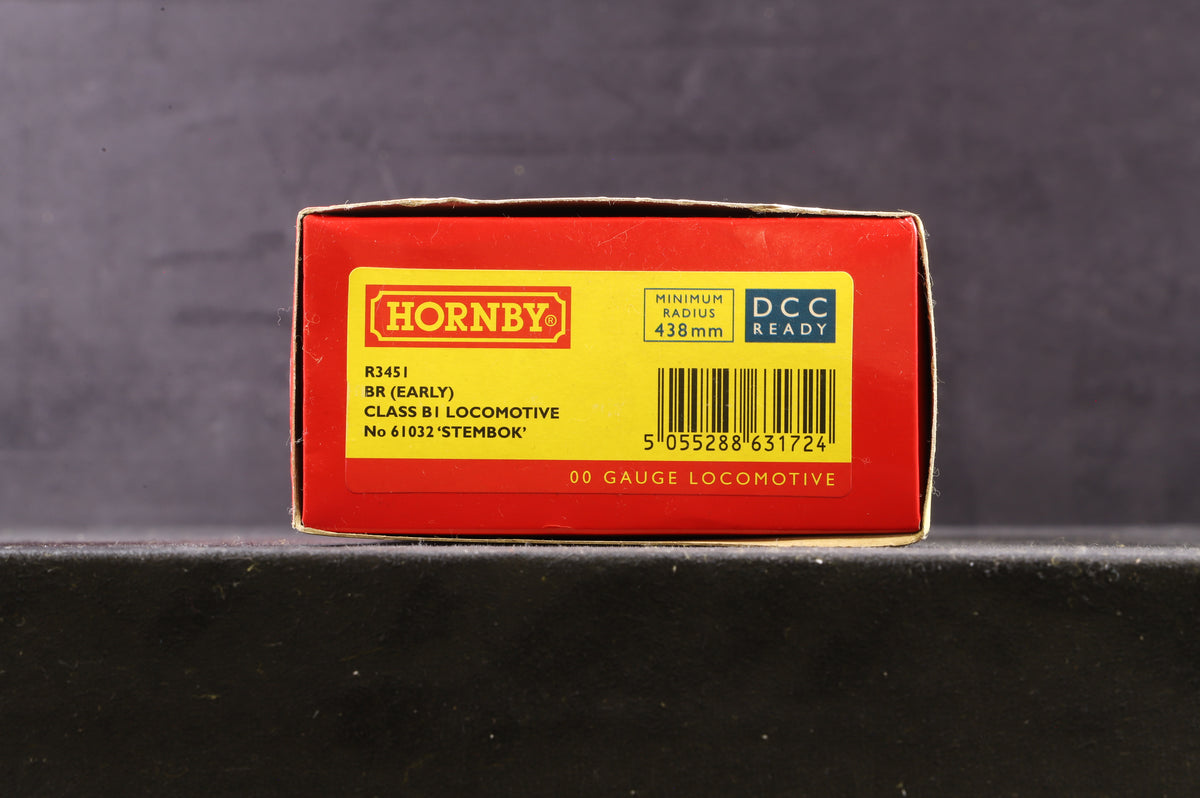 HORNBY®
MINIMUM
RADIUS
438mm
DCC
READY
R3451
BR (EARLY)
CLASS B1 LOCOMOTIVE
No 61032 ‘STEMBOK’
5 055288 631724
00 GAUGE LOCOMOTIVE